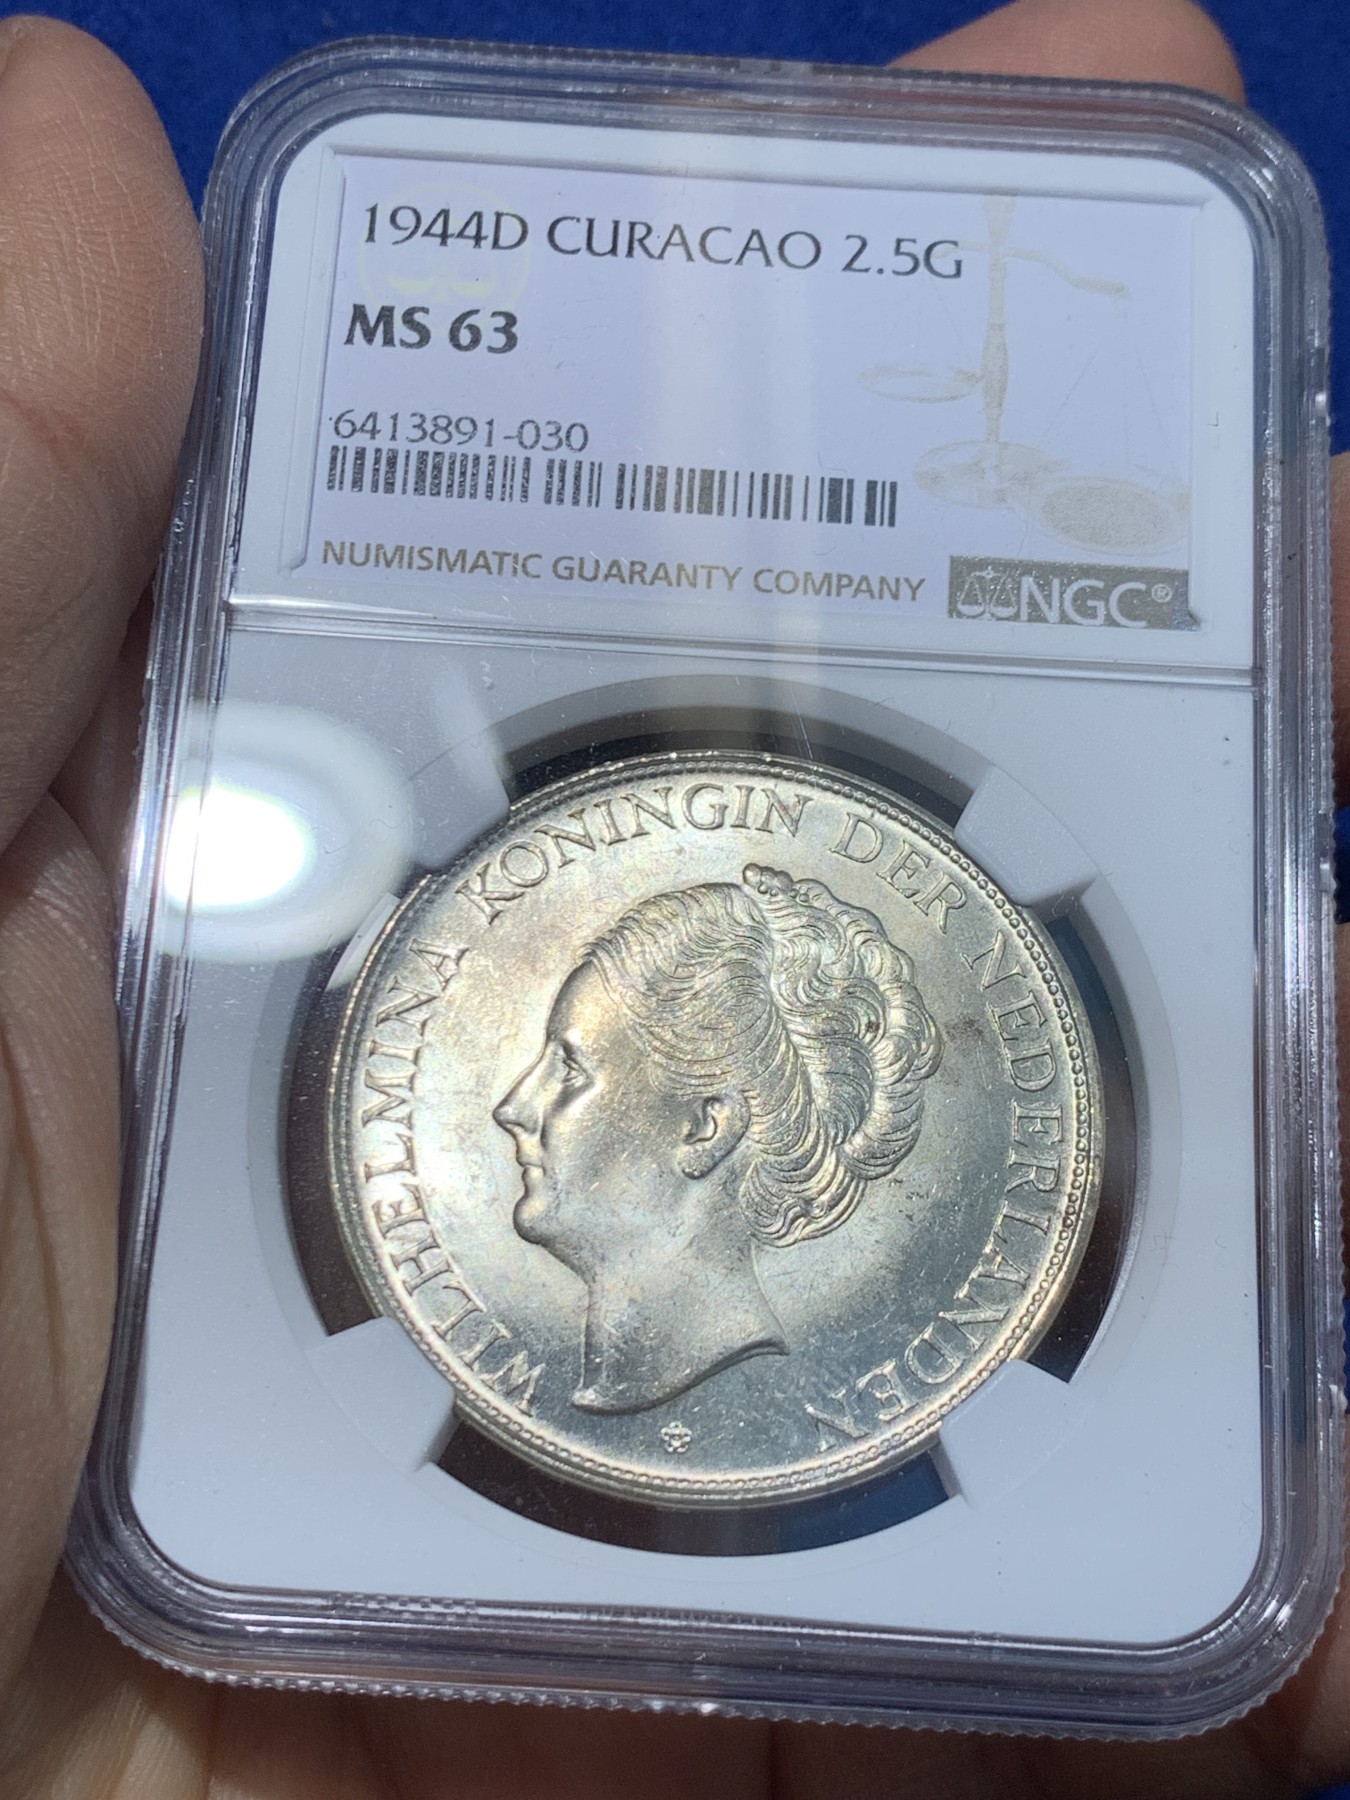 1944D CURACAO 2.5G
MS 63
6413891-030
NUMISMATIC GUARANTY COMPANY
NGC®
WILHELMINA KONINGIN DER NEDERLANDEN